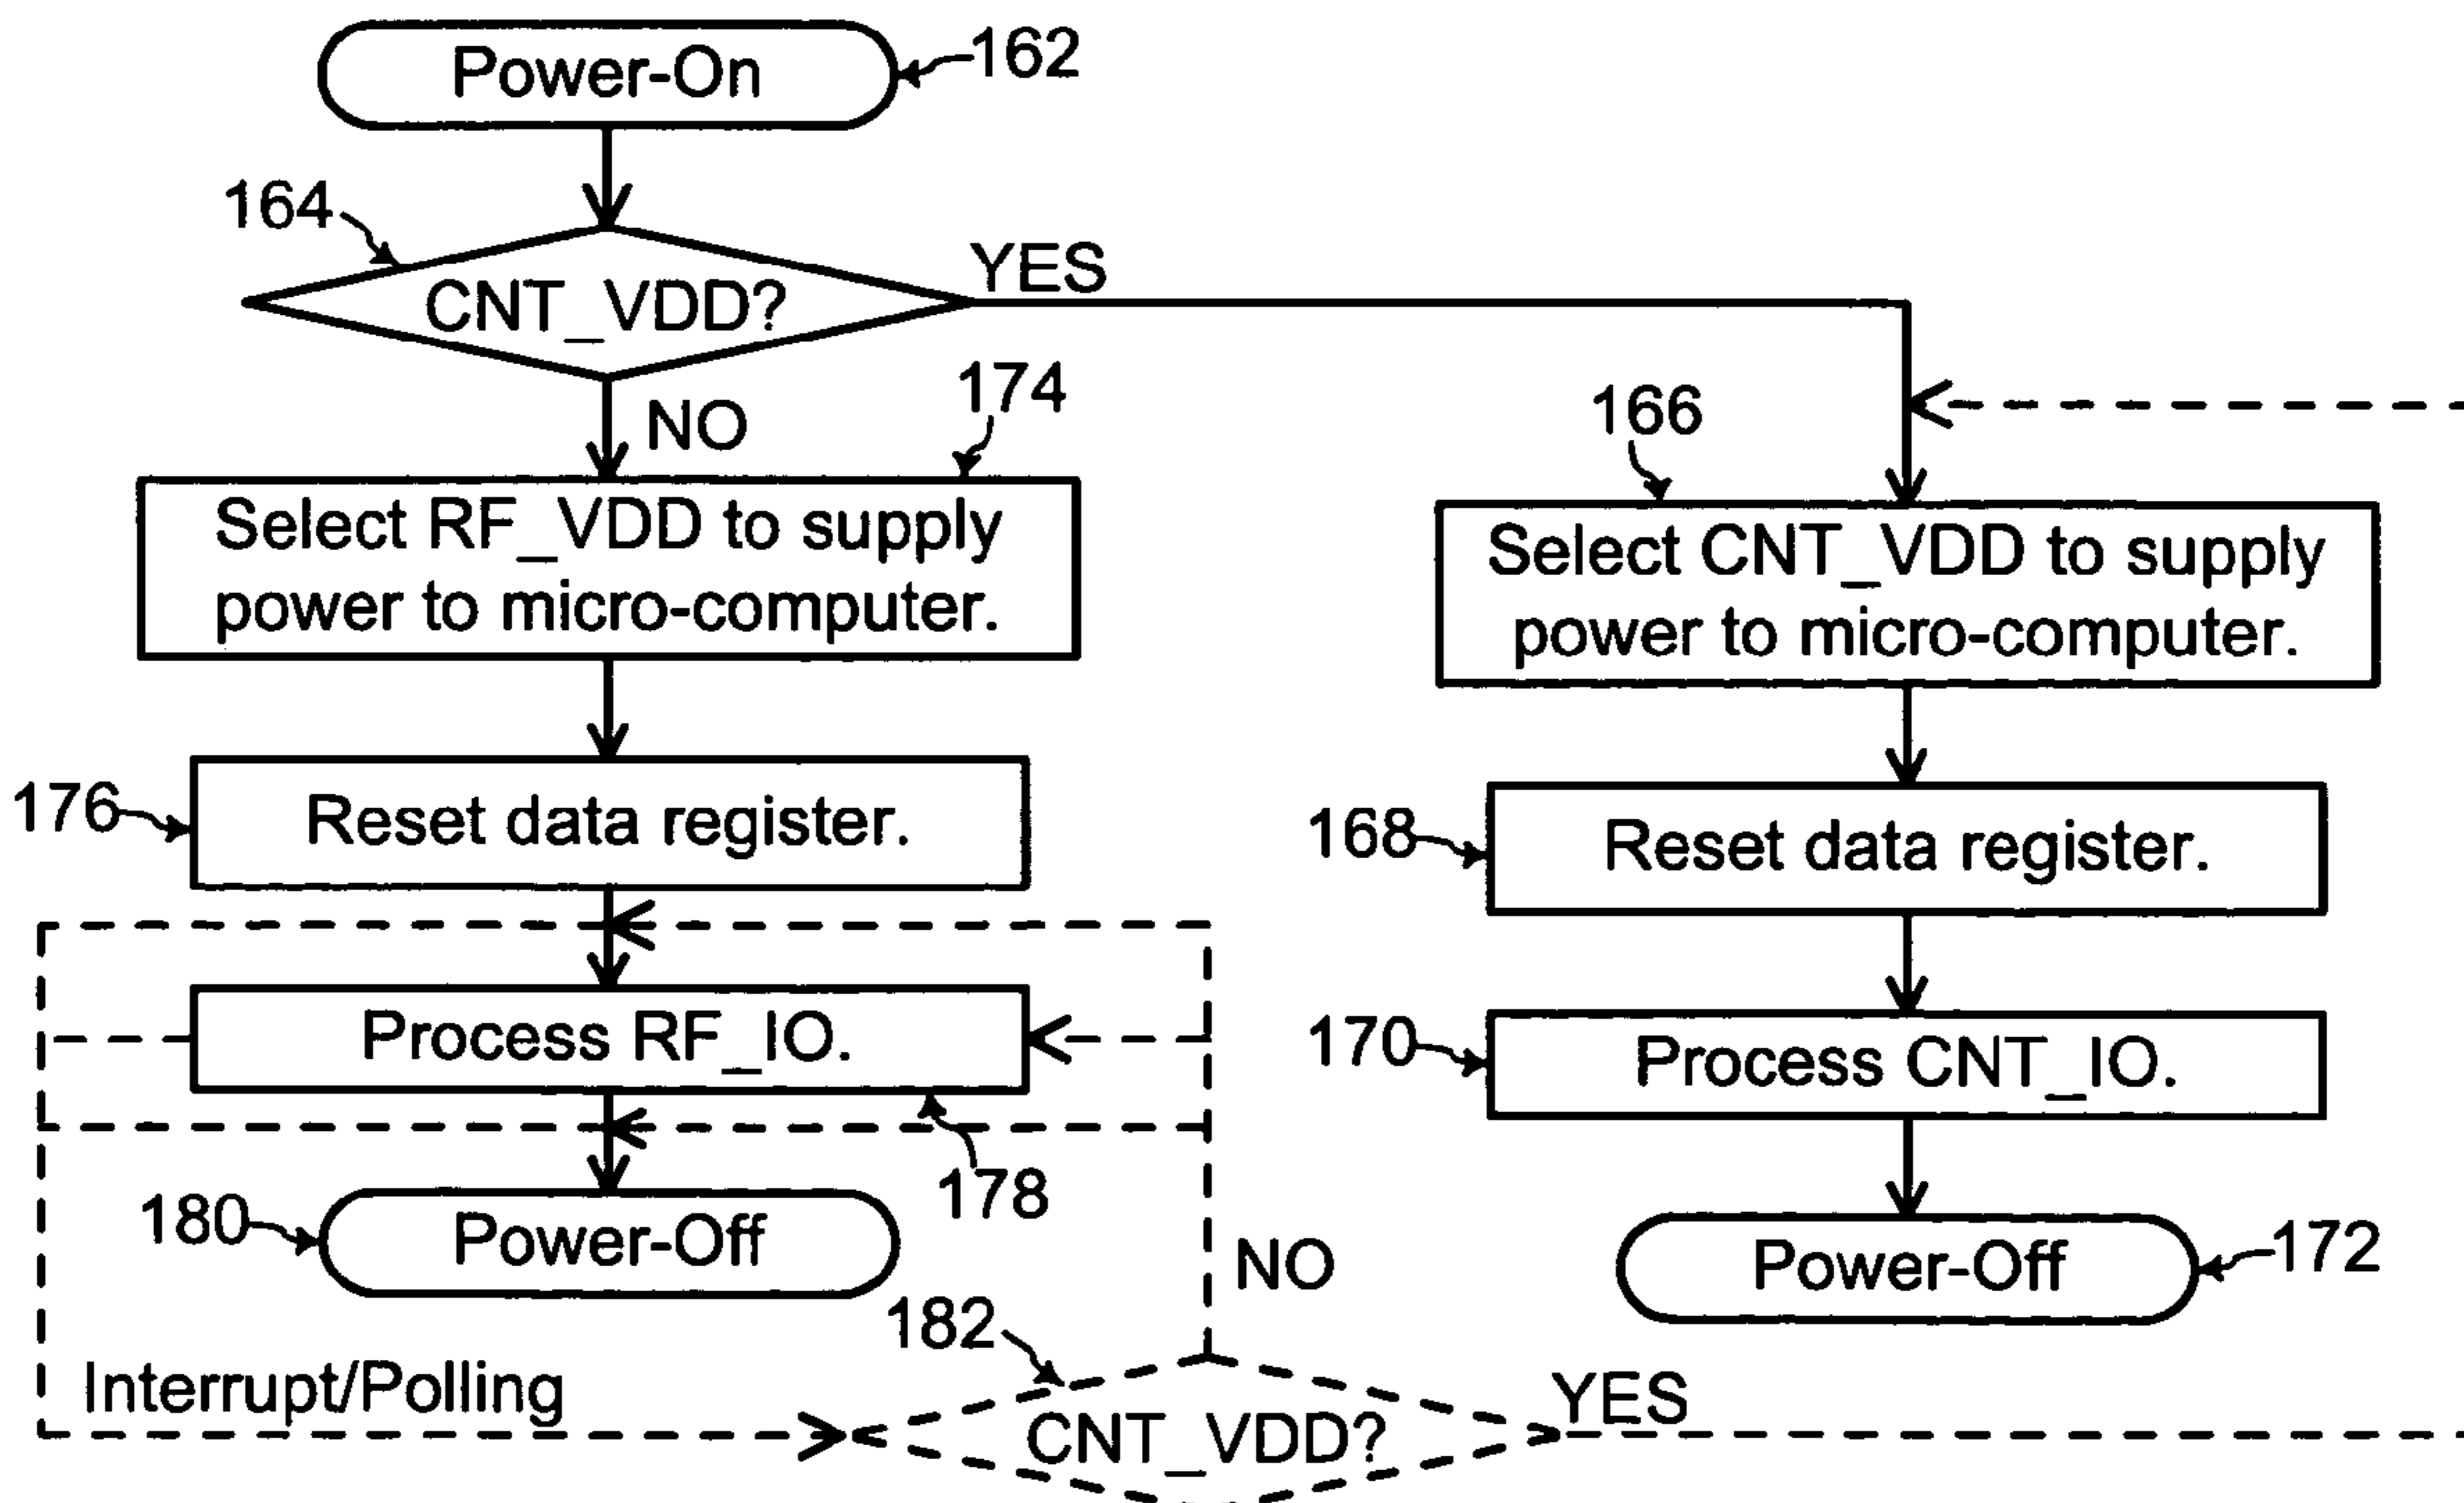 Power-On
162
164
CNT_VDD?
YES
NO
174
Select RF_VDD to supply
power to micro-computer.
176
Reset data register.
Process RF_IO.
178
180
Power-Off
166
Select CNT_VDD to supply
power to micro-computer.
168
Reset data register.
170
Process CNT_IO.
Power-Off
172
NO
182
Interrupt/Polling
CNT_VDD?
YES